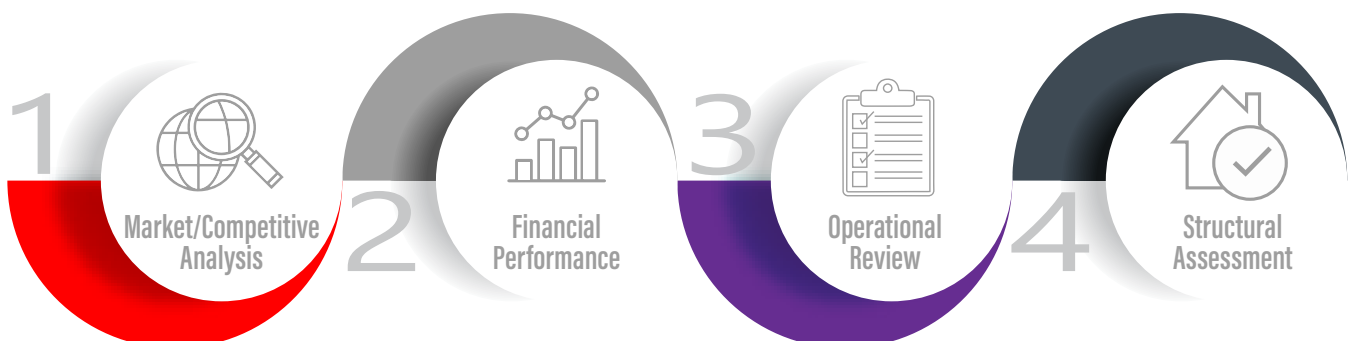 1
Market/Competitive
Analysis
2
Financial
Performance
3
Operational
Review
4
Structural
Assessment